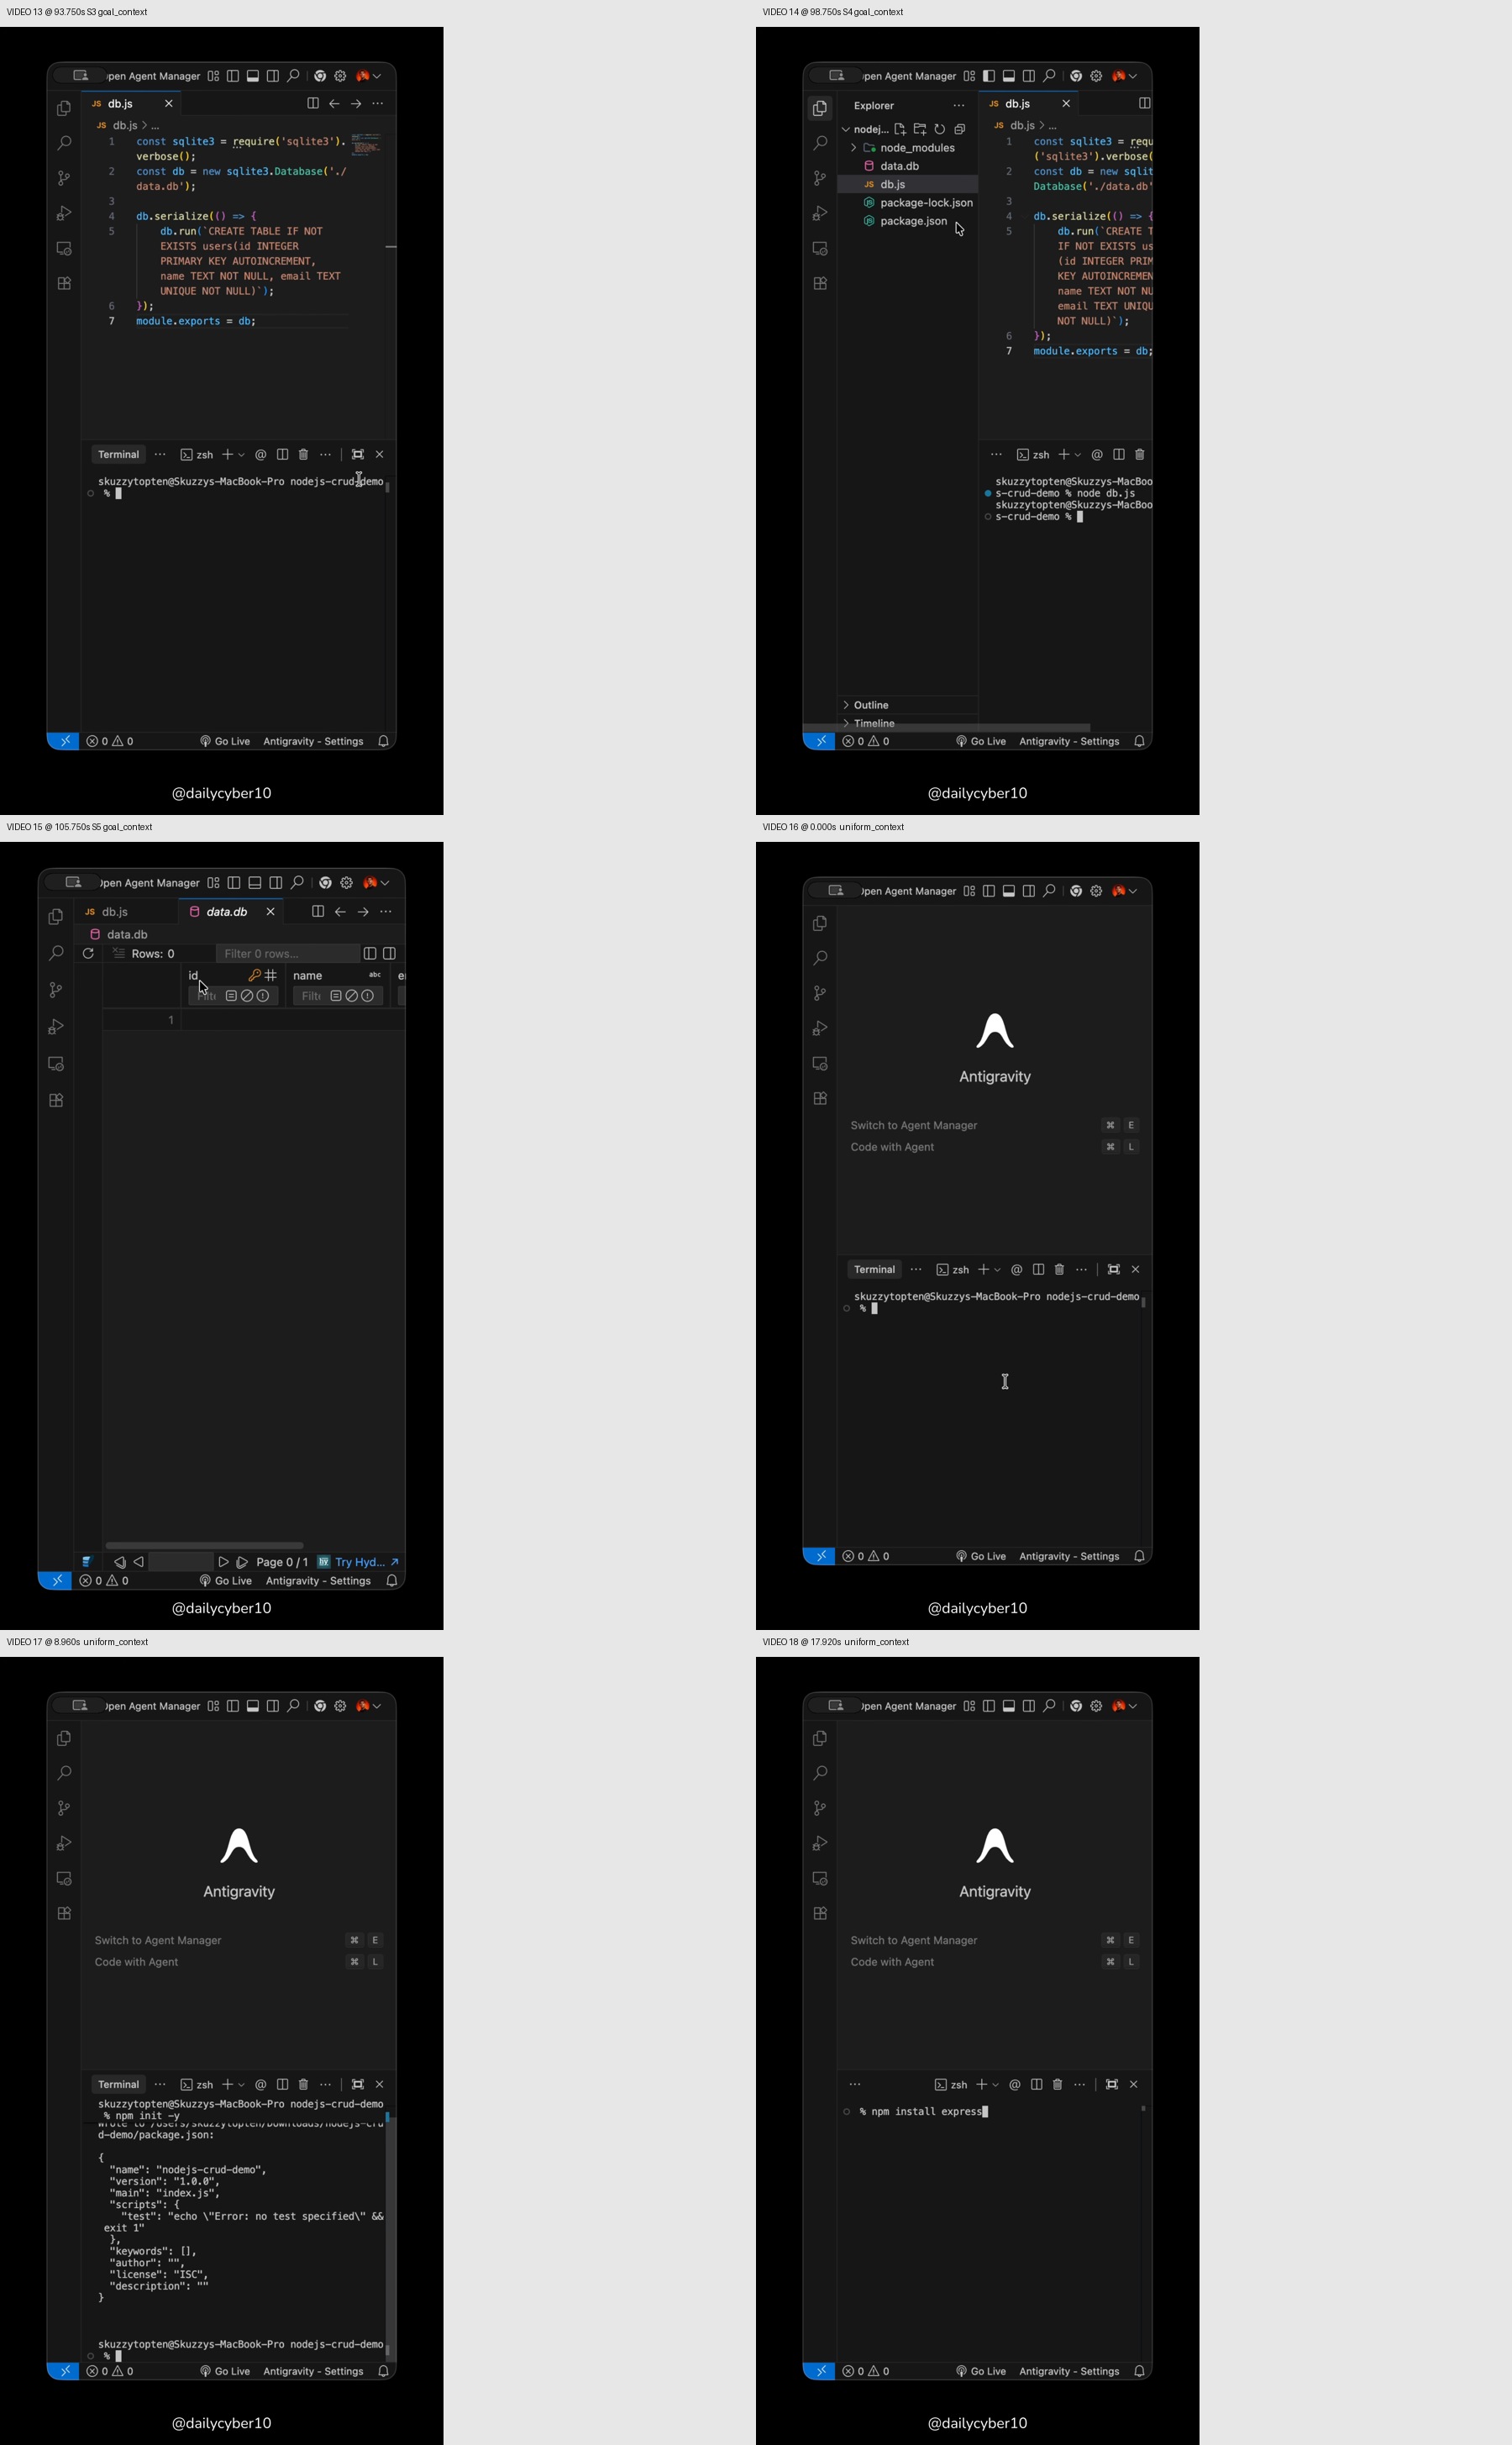 VIDEO 13 @ 93.750s S3 goal_context
Open Agent Manager
JS db.js
JS db.js > ...
1 const sqlite3 = require('sqlite3').
verbose();
2 const db = new sqlite3.Database('./
data.db');
3
4 db.serialize(() => {
5 db.run(`CREATE TABLE IF NOT
EXISTS users(id INTEGER
PRIMARY KEY AUTOINCREMENT,
name TEXT NOT NULL, email TEXT
UNIQUE NOT NULL)`);
6 });
7 module.exports = db;
Terminal ... zsh
skuzzytopten@Skuzzys-MacBook-Pro nodejs-crud-demo
%
0 0 Go Live Antigravity - Settings
@dailycyber10
VIDEO 14 @ 98.750s S4 goal_context
pen Agent Manager
Explorer ...
nodej...
node_modules
data.db
JS db.js
package-lock.json
package.json
Outline
Timeline
JS db.js
JS db.js > ...
1 const sqlite3 = requ
('sqlite3').verbose(
2 const db = new sqlit
Database('./data.db'
3
4 db.serialize(() => {
5 db.run(`CREATE T
IF NOT EXISTS us
(id INTEGER PRIM
KEY AUTOINCREMEN
name TEXT NOT NU
email TEXT UNIQU
NOT NULL)`);
6 });
7 module.exports = db;
... zsh
skuzzytopten@Skuzzys-MacBoo
s-crud-demo % node db.js
skuzzytopten@Skuzzys-MacBoo
s-crud-demo %
0 0 Go Live Antigravity - Settings
@dailycyber10
VIDEO 15 @ 105.750s S5 goal_context
Open Agent Manager
JS db.js data.db
data.db
Rows: 0 Filter 0 rows...
id name abc e
Filte Filt
1
Page 0 / 1 Try Hyd...
0 0 Go Live Antigravity - Settings
@dailycyber10
VIDEO 16 @ 0.000s uniform_context
Open Agent Manager
Antigravity
Switch to Agent Manager ⌘ E
Code with Agent ⌘ L
Terminal ... zsh
skuzzytopten@Skuzzys-MacBook-Pro nodejs-crud-demo
%
0 0 Go Live Antigravity - Settings
@dailycyber10
VIDEO 17 @ 8.960s uniform_context
Open Agent Manager
Antigravity
Switch to Agent Manager ⌘ E
Code with Agent ⌘ L
Terminal ... zsh
skuzzytopten@Skuzzys-MacBook-Pro nodejs-crud-demo
% npm init -y
d-demo/package.json:
{
"name": "nodejs-crud-demo",
"version": "1.0.0",
"main": "index.js",
"scripts": {
"test": "echo \"Error: no test specified\" &&
exit 1"
},
"keywords": [],
"author": "",
"license": "ISC",
"description": ""
}
skuzzytopten@Skuzzys-MacBook-Pro nodejs-crud-demo
%
0 0 Go Live Antigravity - Settings
@dailycyber10
VIDEO 18 @ 17.920s uniform_context
Open Agent Manager
Antigravity
Switch to Agent Manager ⌘ E
Code with Agent ⌘ L
... zsh
% npm install express
0 0 Go Live Antigravity - Settings
@dailycyber10